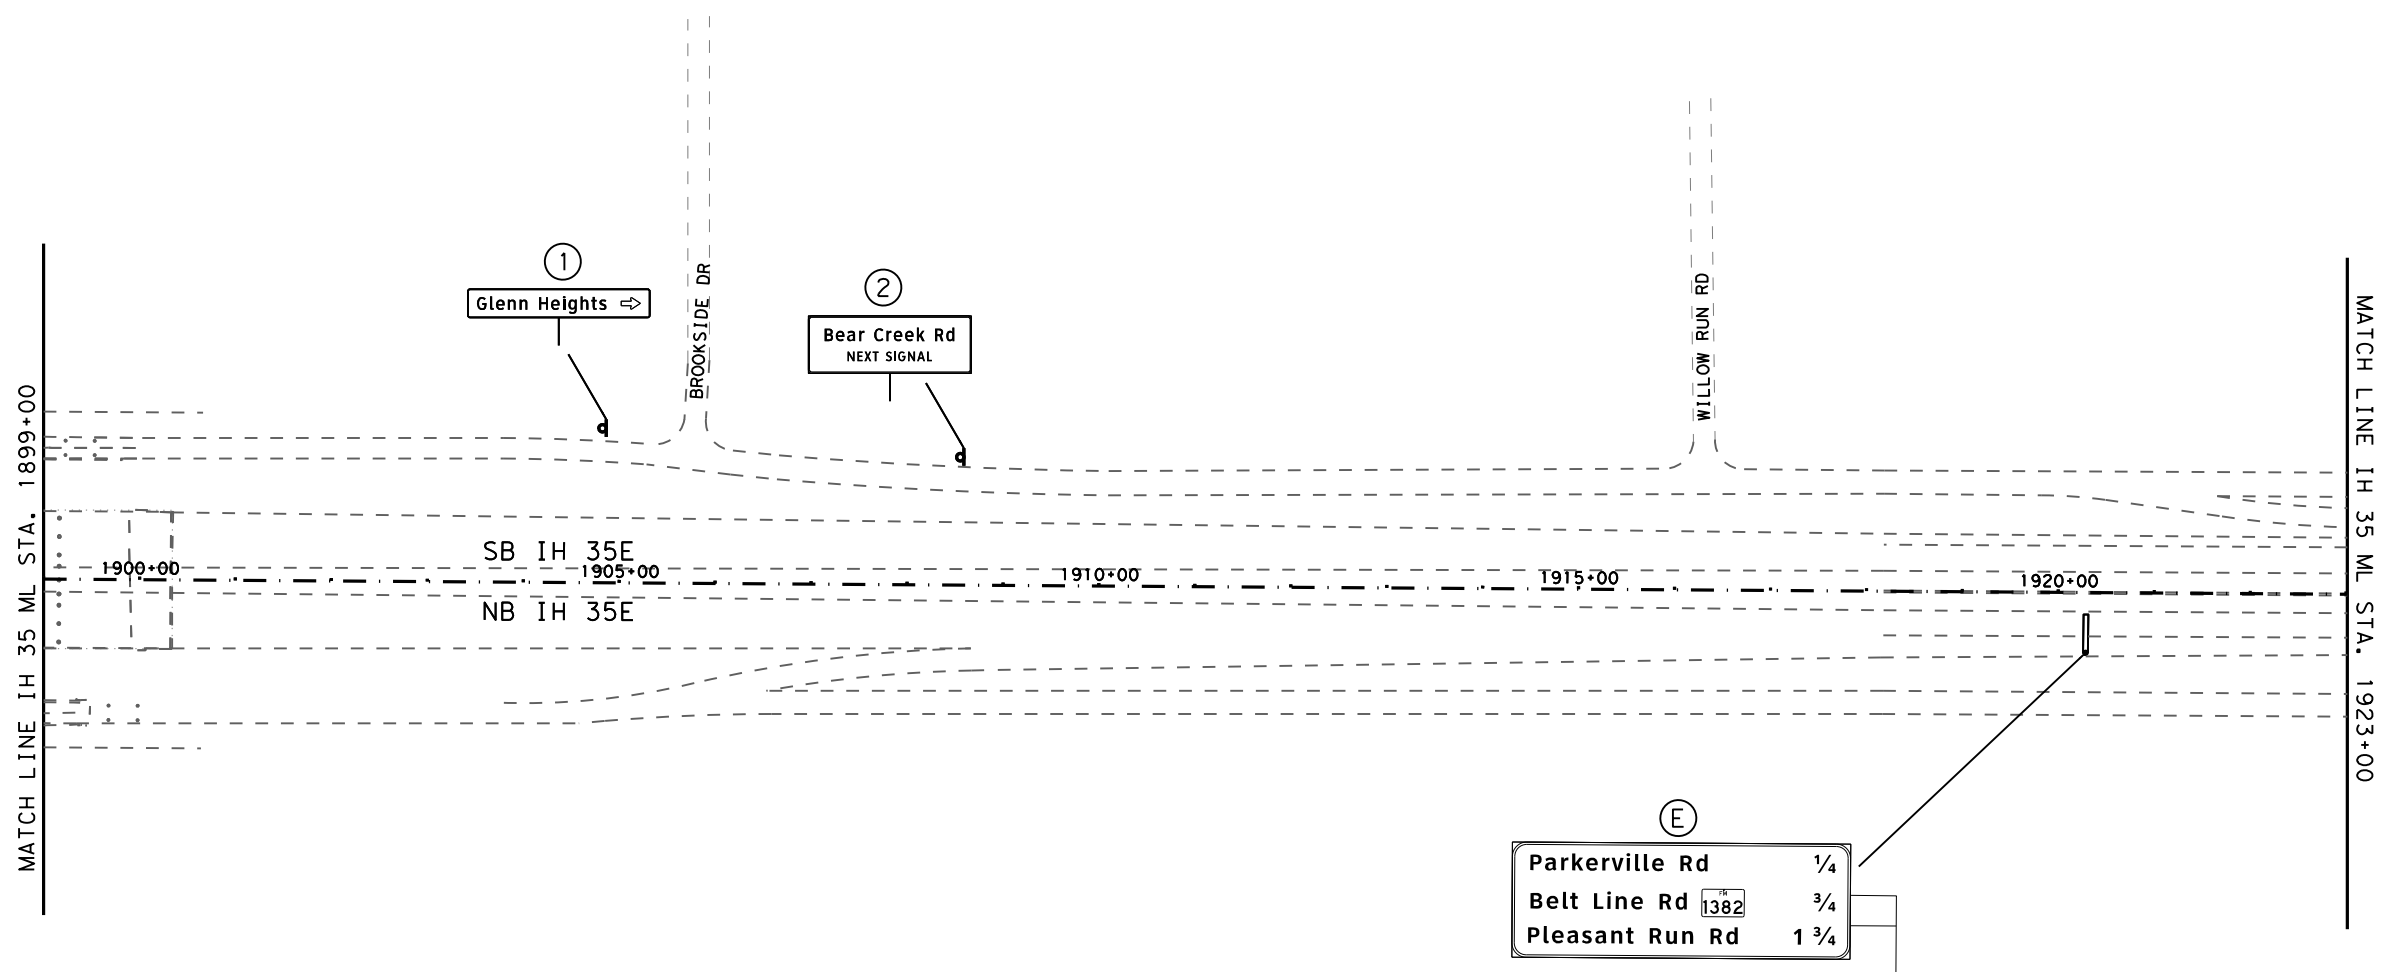 BROOKSIDE DR
WILLOW RUN RD
1
Glenn Heights ⇨
2
Bear Creek Rd
NEXT SIGNAL
MATCH LINE IH 35 ML STA. 1899+00
MATCH LINE IH 35 ML STA. 1923+00
SB IH 35E
1900+00
1905+00
1910+00
1915+00
1920+00
NB IH 35E
E
Parkerville Rd 1/4
FM
Belt Line Rd 1382 3/4
Pleasant Run Rd 1 3/4